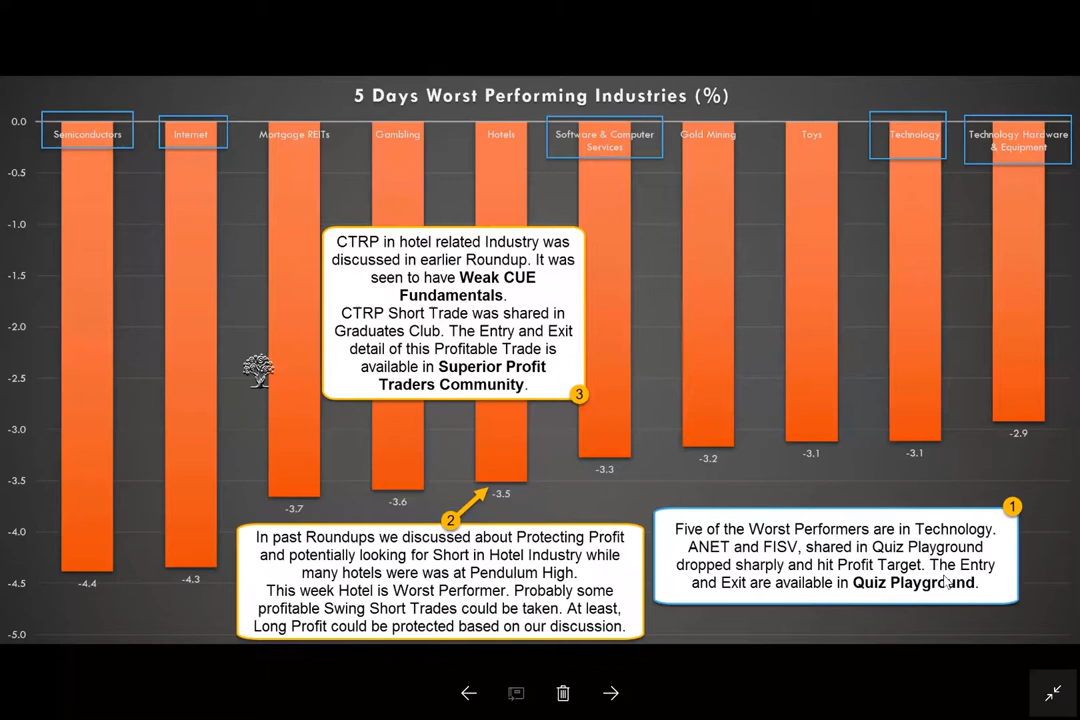 5 Days Worst Performing Industries (%)
0.0
-0.5
-1.0
-1.5
-2.0
-2.5
-3.0
-3.5
-4.0
-4.5
-5.0
Semiconductors
Internet
Mortgage REITs
Gambling
Hotels
Software & Computer
Services
Gold Mining
Toys
Technology
Technology Hardware
& Equipment
-4.4
-4.3
-3.7
-3.6
-3.5
-3.3
-3.2
-3.1
-3.1
-2.9
CTRP in hotel related Industry was
discussed in earlier Roundup. It was
seen to have Weak CUE
Fundamentals.
CTRP Short Trade was shared in
Graduates Club. The Entry and Exit
detail of this Profitable Trade is
available in Superior Profit
Traders Community.
3
2
In past Roundups we discussed about Protecting Profit
and potentially looking for Short in Hotel Industry while
many hotels were was at Pendulum High.
This week Hotel is Worst Performer. Probably some
profitable Swing Short Trades could be taken. At least,
Long Profit could be protected based on our discussion.
1
Five of the Worst Performers are in Technology.
ANET and FISV, shared in Quiz Playground
dropped sharply and hit Profit Target. The Entry
and Exit are available in Quiz Playground.